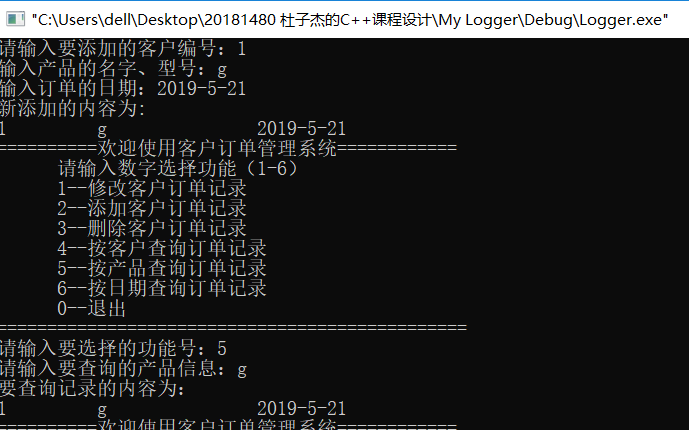 "C:\Users\dell\Desktop\20181480 杜子杰的C++课程设计\My Logger\Debug\Logger.exe"
请输入要添加的客户编号：1
输入产品的名字、型号：g
输入订单的日期：2019-5-21
新添加的内容为:
1 g 2019-5-21
==========欢迎使用客户订单管理系统============
请输入数字选择功能（1-6）
1--修改客户订单记录
2--添加客户订单记录
3--删除客户订单记录
4--按客户查询订单记录
5--按产品查询订单记录
6--按日期查询订单记录
0--退出
===============================================
请输入要选择的功能号：5
请输入要查询的产品信息：g
要查询记录的内容为：
1 g 2019-5-21
==========欢迎使用客户订单管理系统============